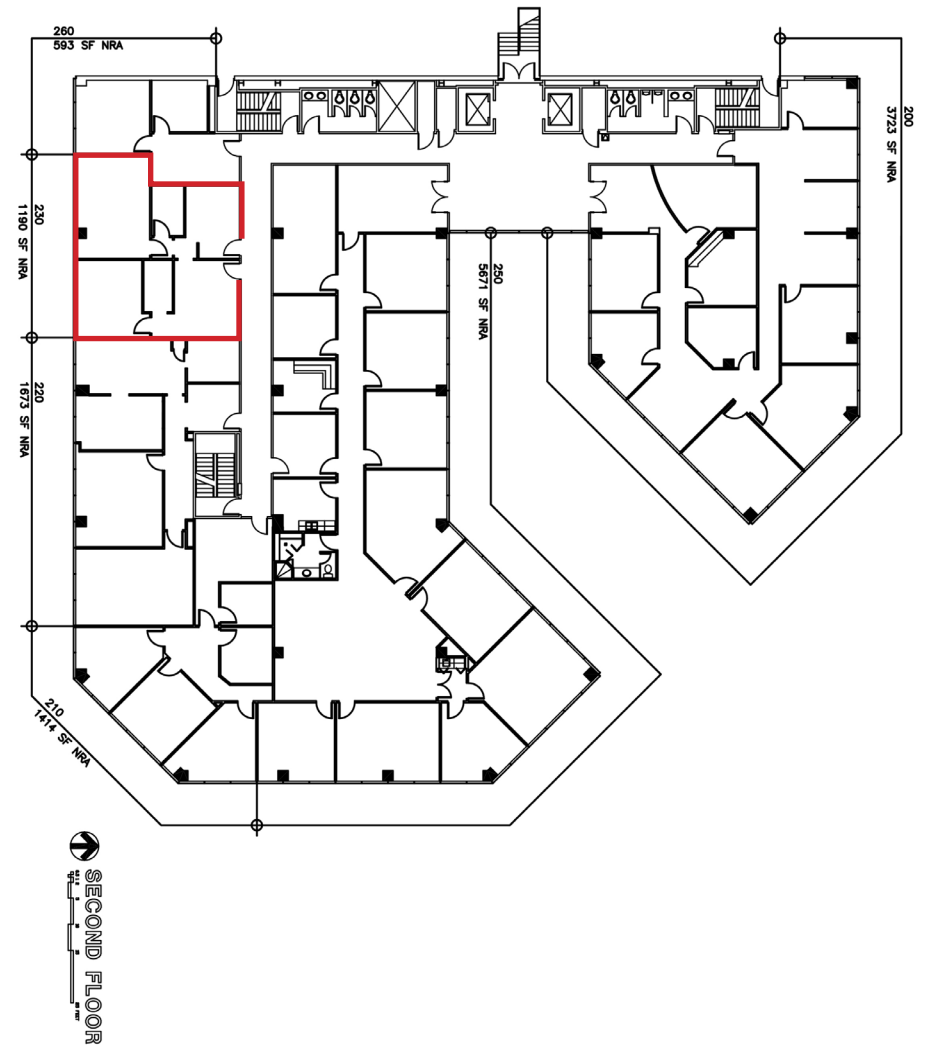 260
593 SF NRA
200
3723 SF NRA
230
1190 SF NRA
250
5671 SF NRA
220
1673 SF NRA
210
1414 SF NRA
SECOND FLOOR